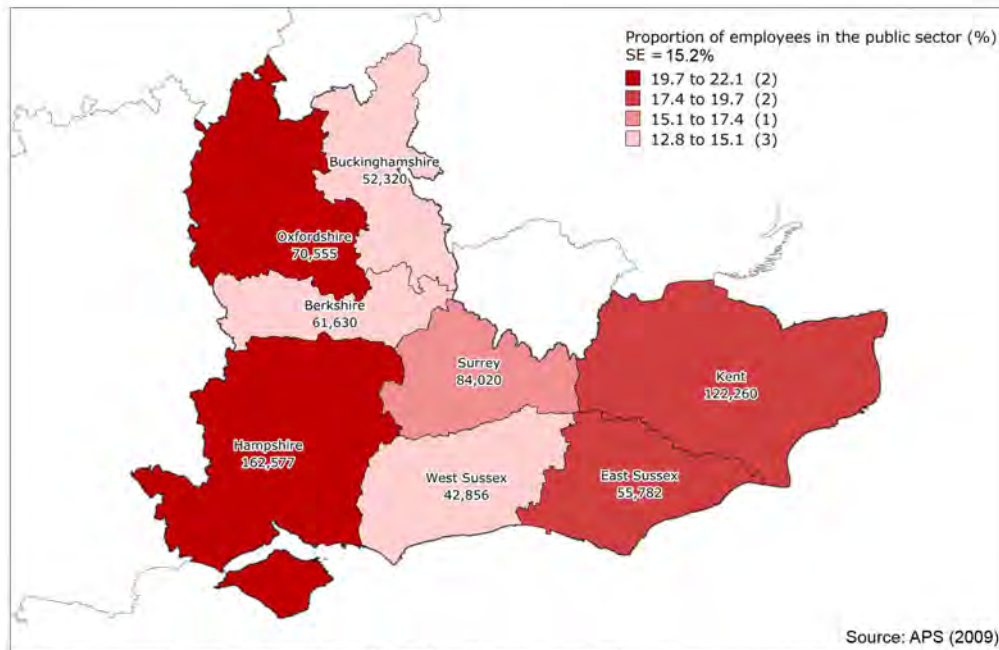 Proportion of employees in the public sector (%)
SE = 15.2%
19.7 to 22.1 (2)
17.4 to 19.7 (2)
15.1 to 17.4 (1)
12.8 to 15.1 (3)
Buckinghamshire
52,320
Oxfordshire
70,555
Berkshire
61,630
Surrey
84,020
Kent
122,260
Hampshire
162,577
West Sussex
42,856
East Sussex
55,782
Source: APS (2009)